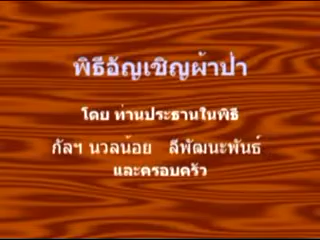 พิธีอัญเชิญผ้าป่า
โดย ท่านประธานในพิธี
กัลฯ นวลน้อย ลีพัฒนะพันธ์
และครอบครัว